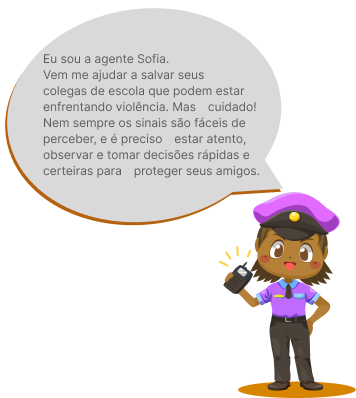 Eu sou a agente Sofia.
Vem me ajudar a salvar seus
colegas de escola que podem estar
enfrentando violência. Mas cuidado!
Nem sempre os sinais são fáceis de
perceber, e é preciso estar atento,
observar e tomar decisões rápidas e
certeiras para proteger seus amigos.